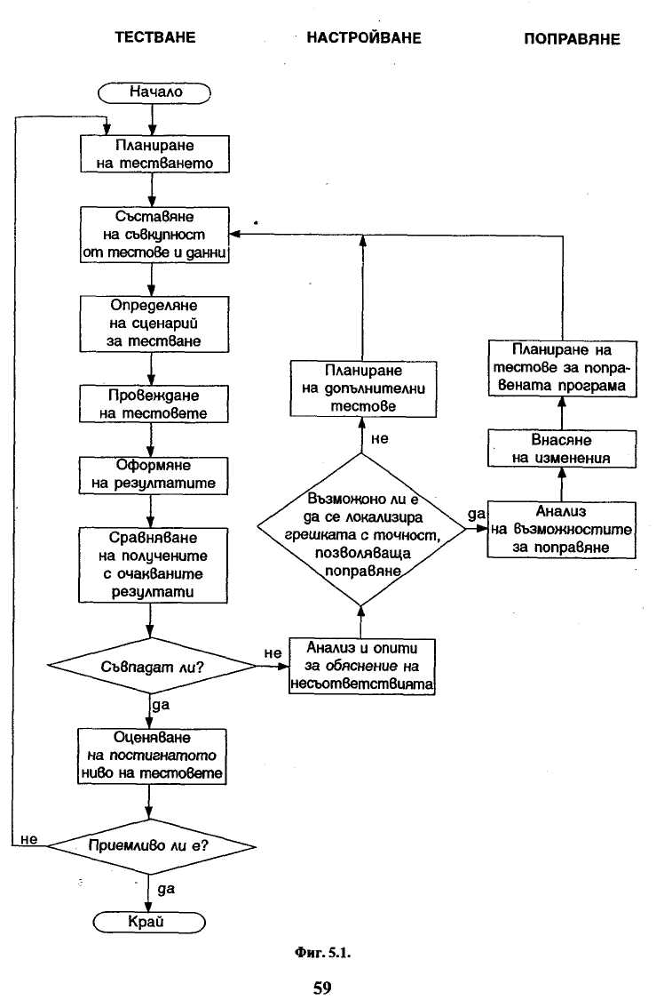 ТЕСТВАНЕ
НАСТРОЙВАНЕ
ПОПРАВЯНЕ
Начало
Планиране
на тестването
Съставяне
на съвкупност
от тестове и данни
Определяне
на сценарий
за тестване
Провеждане
на тестовете
Оформяне
на резултатите
Сравняване
на получените
с очакваните
резултати
Съвпадат ли?
не
да
Оценяване
на постигнатото
ниво на тестовете
Приемливо ли е?
не
да
Край
Планиране
на допълнителни
тестове
не
Възможоно ли е
да се локализира
грешката с точност,
позволяваща
поправяне
да
Анализ и опити
за обяснение на
несъответствията
Планиране на
тестове за попра-
вената програма
Внасяне
на изменения
Анализ
на възможностите
за поправяне
Фиг. 5.1.
59